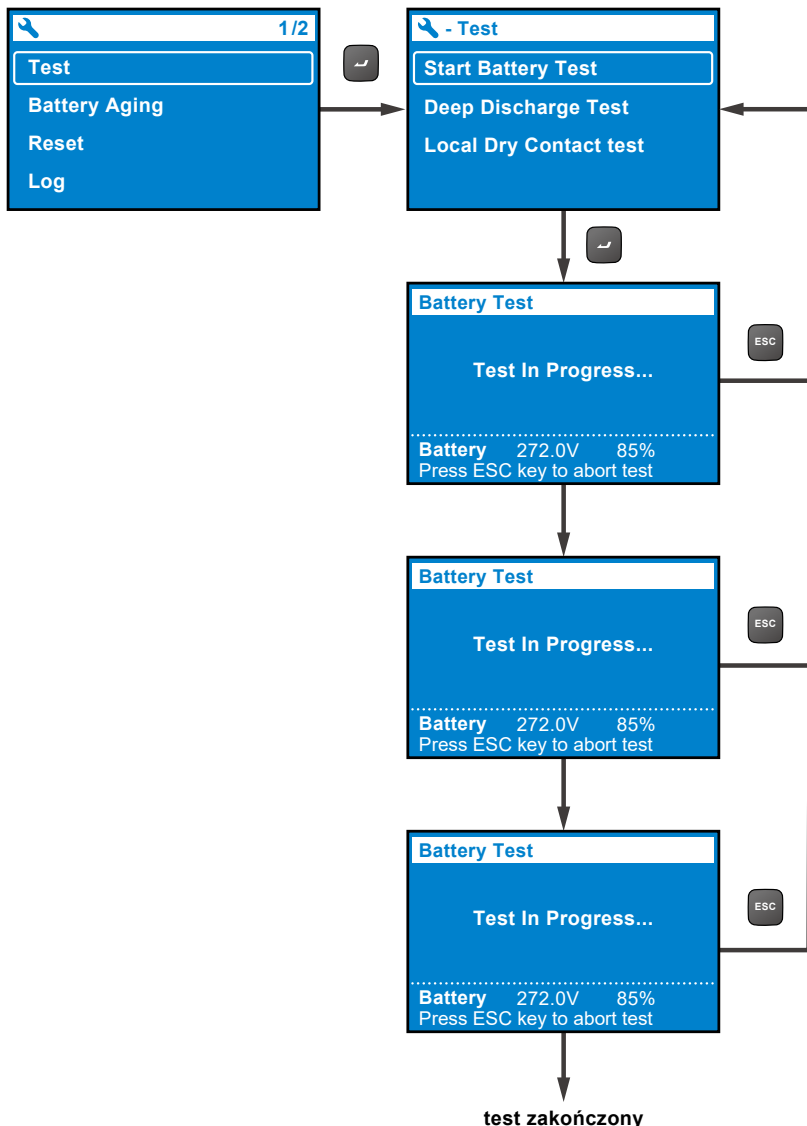 1/2
Test
Battery Aging
Reset
Log
- Test
Start Battery Test
Deep Discharge Test
Local Dry Contact test
Battery Test
Test In Progress...
Battery 272.0V 85%
Press ESC key to abort test
ESC
Battery Test
Test In Progress...
Battery 272.0V 85%
Press ESC key to abort test
ESC
Battery Test
Test In Progress...
Battery 272.0V 85%
Press ESC key to abort test
ESC
test zakończony